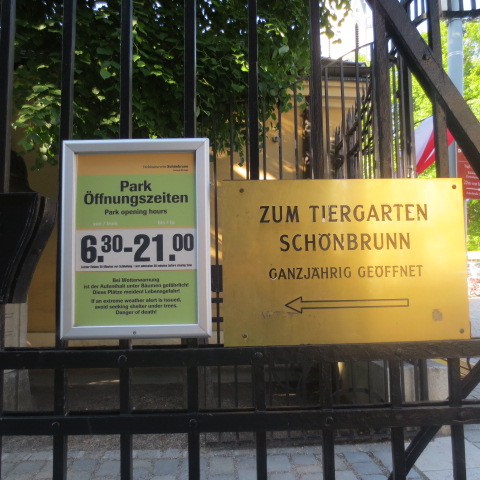 Park
Öffnungszeiten
Park opening hours
6.30-21.00
Bei Wetterwarnung
ist der Aufenthalt unter Bäumen gefährlich!
Diese Plätze meiden! Lebensgefahr!
If an extreme weather alert is issued,
avoid seeking shelter under trees.
Danger of death!
ZUM TIERGARTEN
SCHÖNBRUNN
GANZJÄHRIG GEÖFFNET